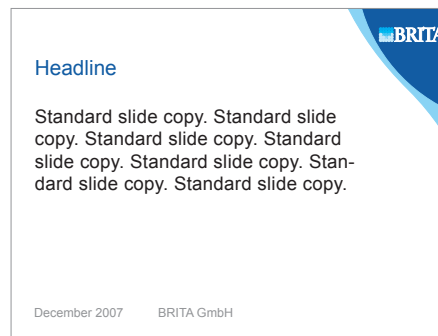 BRITA
Headline
Standard slide copy. Standard slide
copy. Standard slide copy. Standard
slide copy. Standard slide copy. Stan-
dard slide copy. Standard slide copy.
December 2007 BRITA GmbH